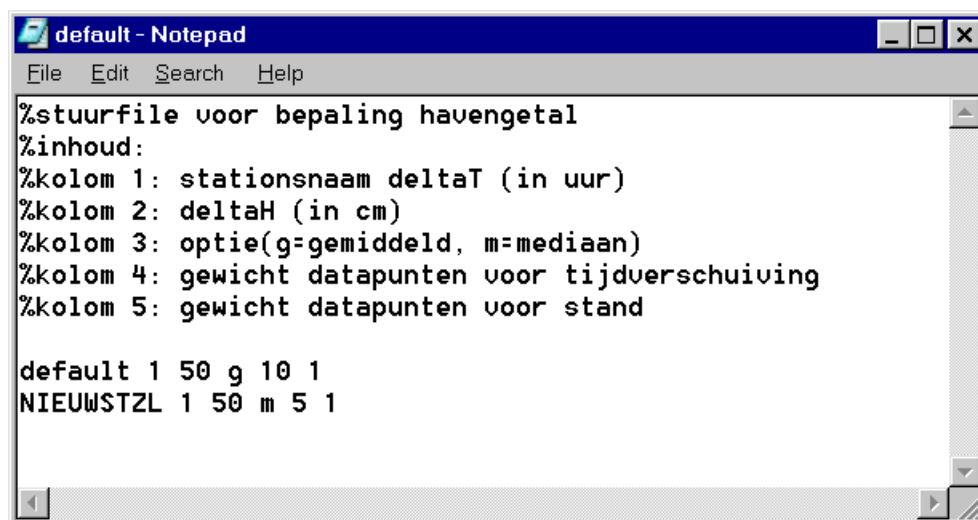 default - Notepad
File Edit Search Help
%stuurfile voor bepaling havengetal
%inhoud:
%kolom 1: stationsnaam deltaT (in uur)
%kolom 2: deltaH (in cm)
%kolom 3: optie(g=gemiddeld, m=mediaan)
%kolom 4: gewicht datapunten voor tijdverschuiving
%kolom 5: gewicht datapunten voor stand
default 1 50 g 10 1
NIEUWSTZL 1 50 m 5 1